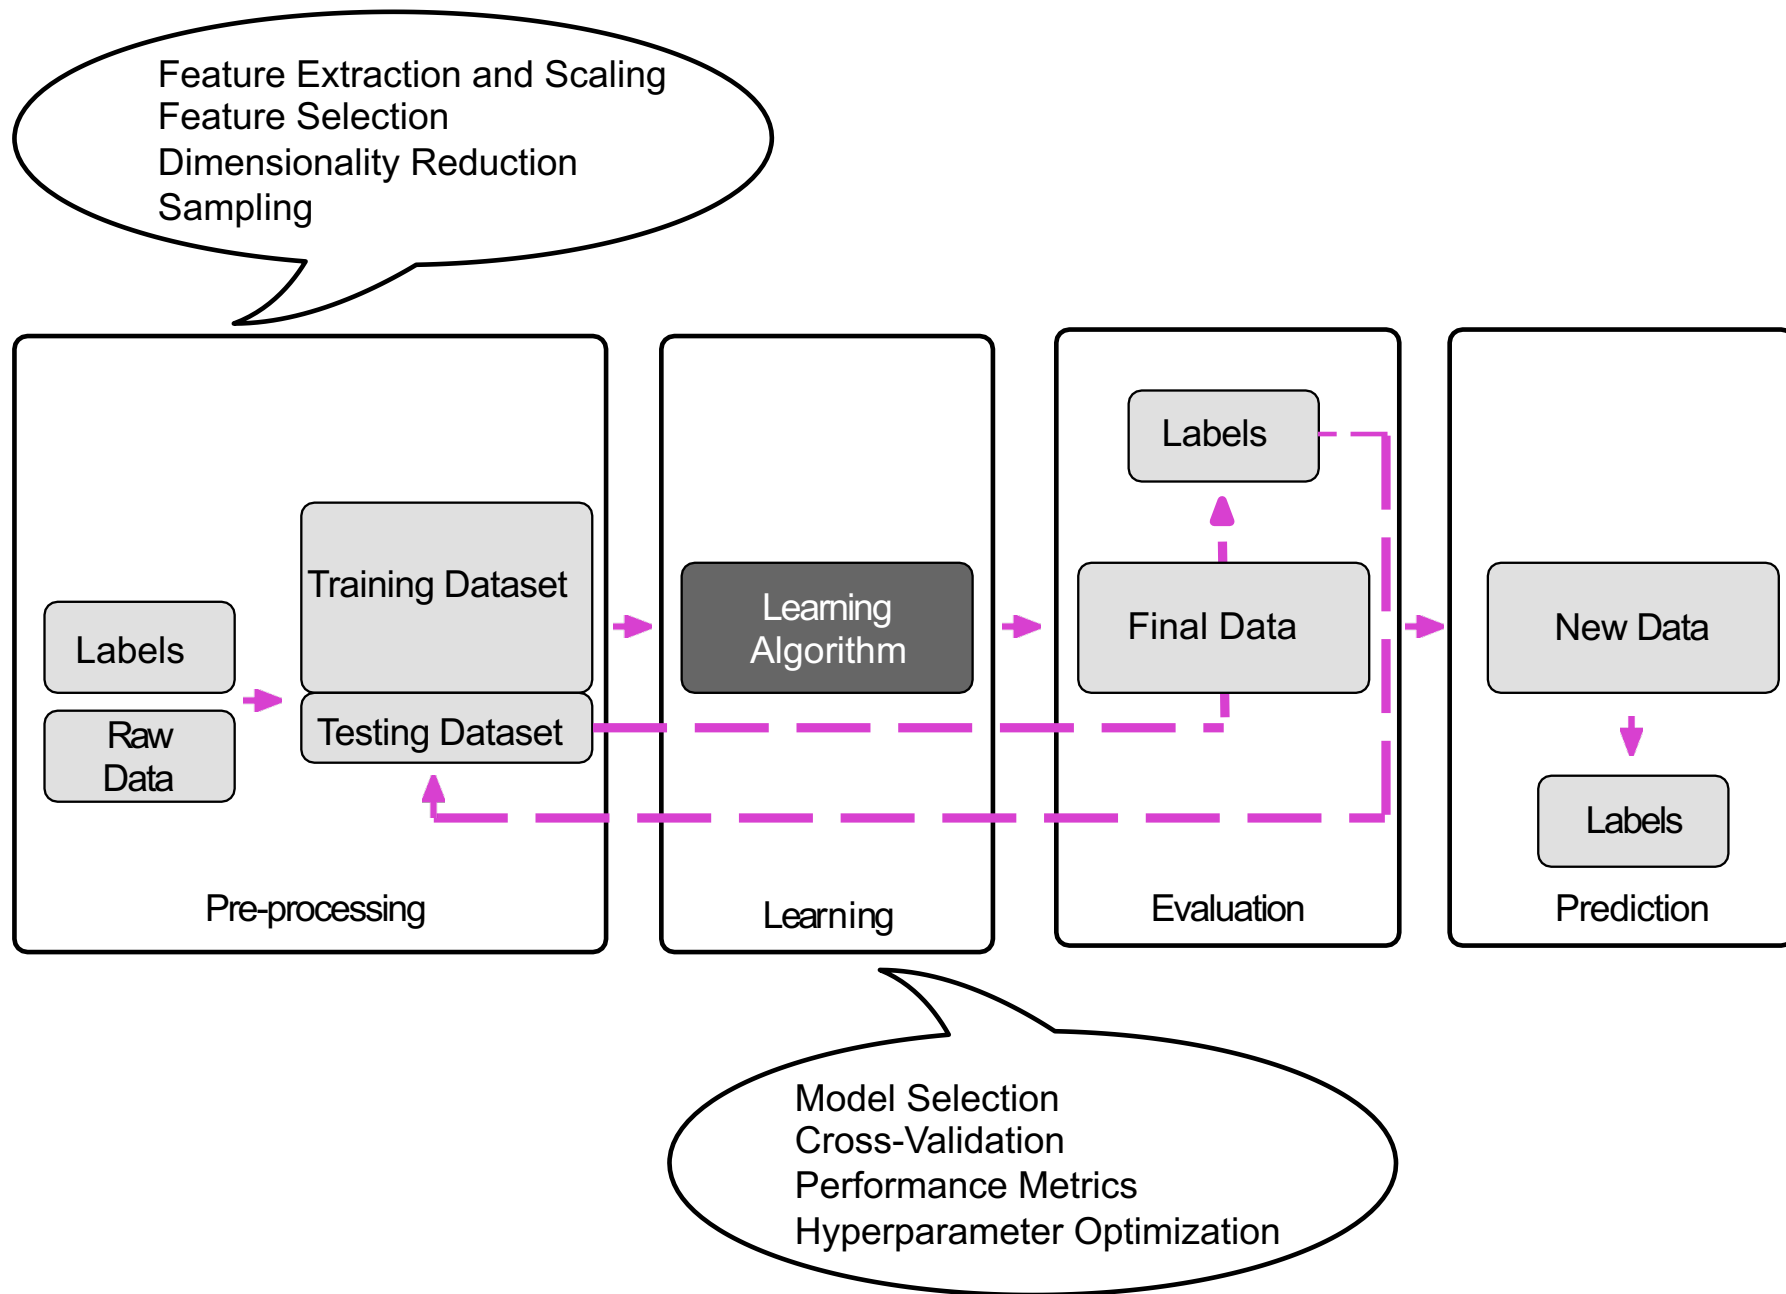 Feature Extraction and Scaling
Feature Selection
Dimensionality Reduction
Sampling
Labels
Raw
Data
Training Dataset
Testing Dataset
Pre-processing
Learning
Algorithm
Learning
Labels
Final Data
Evaluation
New Data
Labels
Prediction
Model Selection
Cross-Validation
Performance Metrics
Hyperparameter Optimization